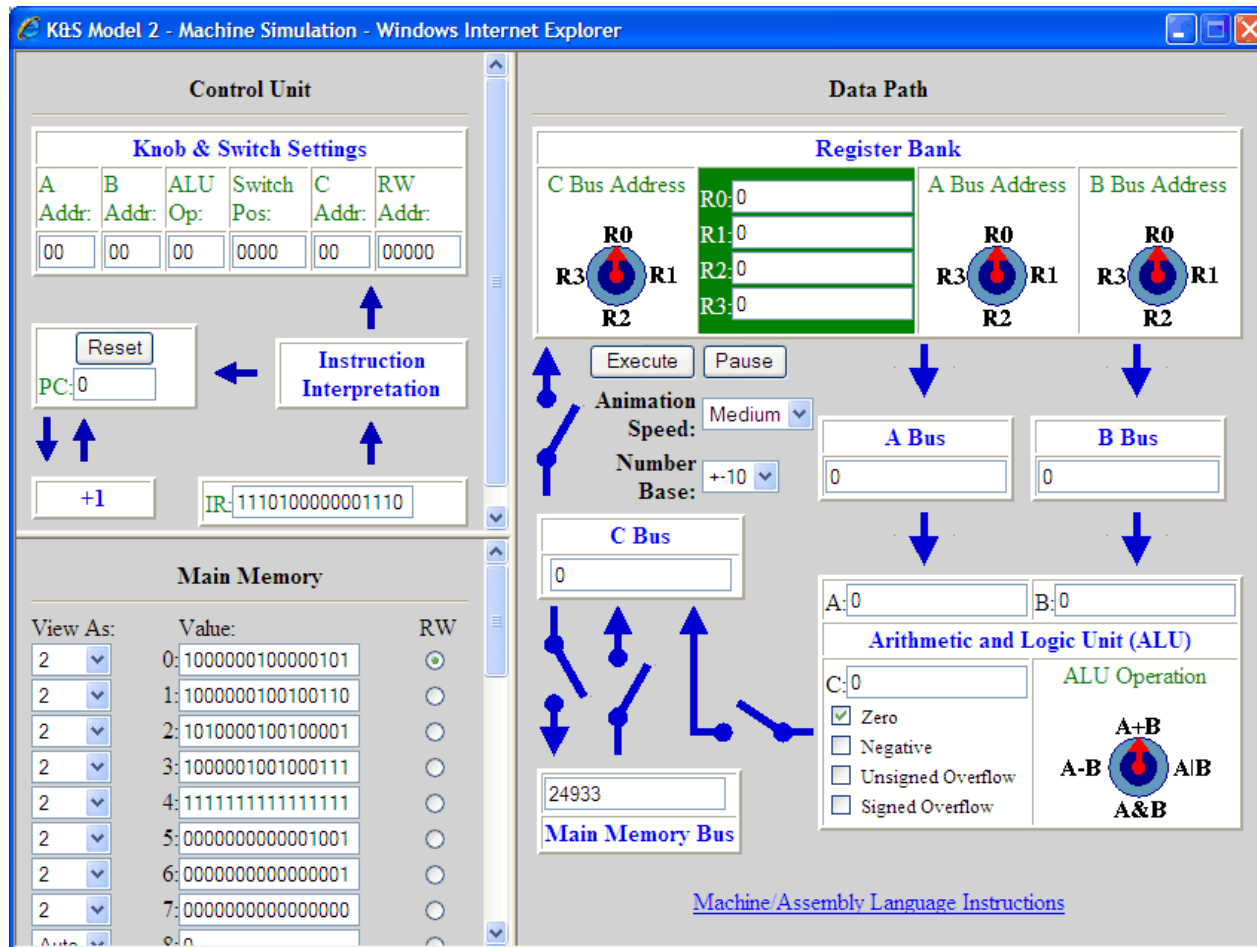 K&S Model 2 - Machine Simulation - Windows Internet Explorer
Control Unit
Knob & Switch Settings
A Addr: B Addr: ALU Op: Switch Pos: C Addr: RW Addr:
00 00 00 0000 00 00000
Reset
PC: 0
Instruction
Interpretation
+1
IR: 1110100000001110
Main Memory
View As: Value: RW
2 0: 1000000100000101
2 1: 1000000100100110
2 2: 1010000100100001
2 3: 1000001001000111
2 4: 1111111111111111
2 5: 0000000000001001
2 6: 0000000000000001
2 7: 0000000000000000
Auto 8: 0
Data Path
Register Bank
C Bus Address
R0
R3 R1
R2
R0: 0
R1: 0
R2: 0
R3: 0
A Bus Address
R0
R3 R1
R2
B Bus Address
R0
R3 R1
R2
Execute Pause
Animation
Speed: Medium
Number
Base: +-10
A Bus
0
B Bus
0
C Bus
0
A: 0 B: 0
Arithmetic and Logic Unit (ALU)
C: 0
Zero
Negative
Unsigned Overflow
Signed Overflow
ALU Operation
A+B
A-B A|B
A&B
24933
Main Memory Bus
Machine/Assembly Language Instructions